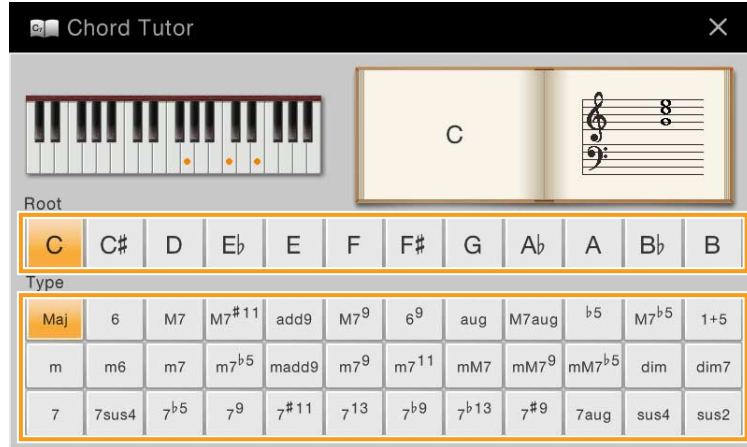 C7 Chord Tutor
C
Root
C C♯ D E♭ E F F♯ G A♭ A B♭ B
Type
Maj 6 M7 M7♯11 add9 M7⁹ 6⁹ aug M7aug ♭5 M7♭5 1+5
m m6 m7 m7♭5 madd9 m7⁹ m7¹¹ mM7 mM7⁹ mM7♭5 dim dim7
7 7sus4 7♭5 7⁹ 7♯11 7¹³ 7♭9 7♭13 7♯9 7aug sus4 sus2